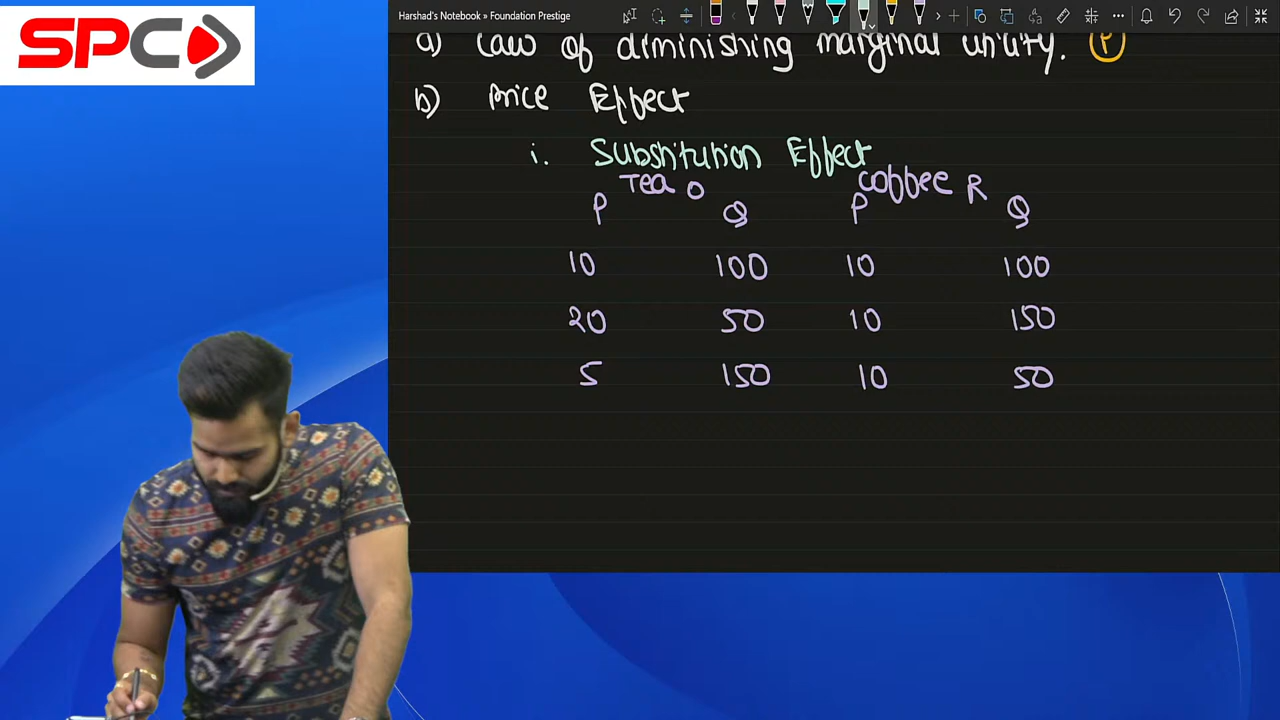 SPC
Harshad's Notebook » Foundation Prestige
a) Law of diminishing marginal utility. (P)
b) Price Effect
i. Substitution Effect
Tea O Coffee R
P Q P Q
10 100 10 100
20 50 10 150
5 150 10 50